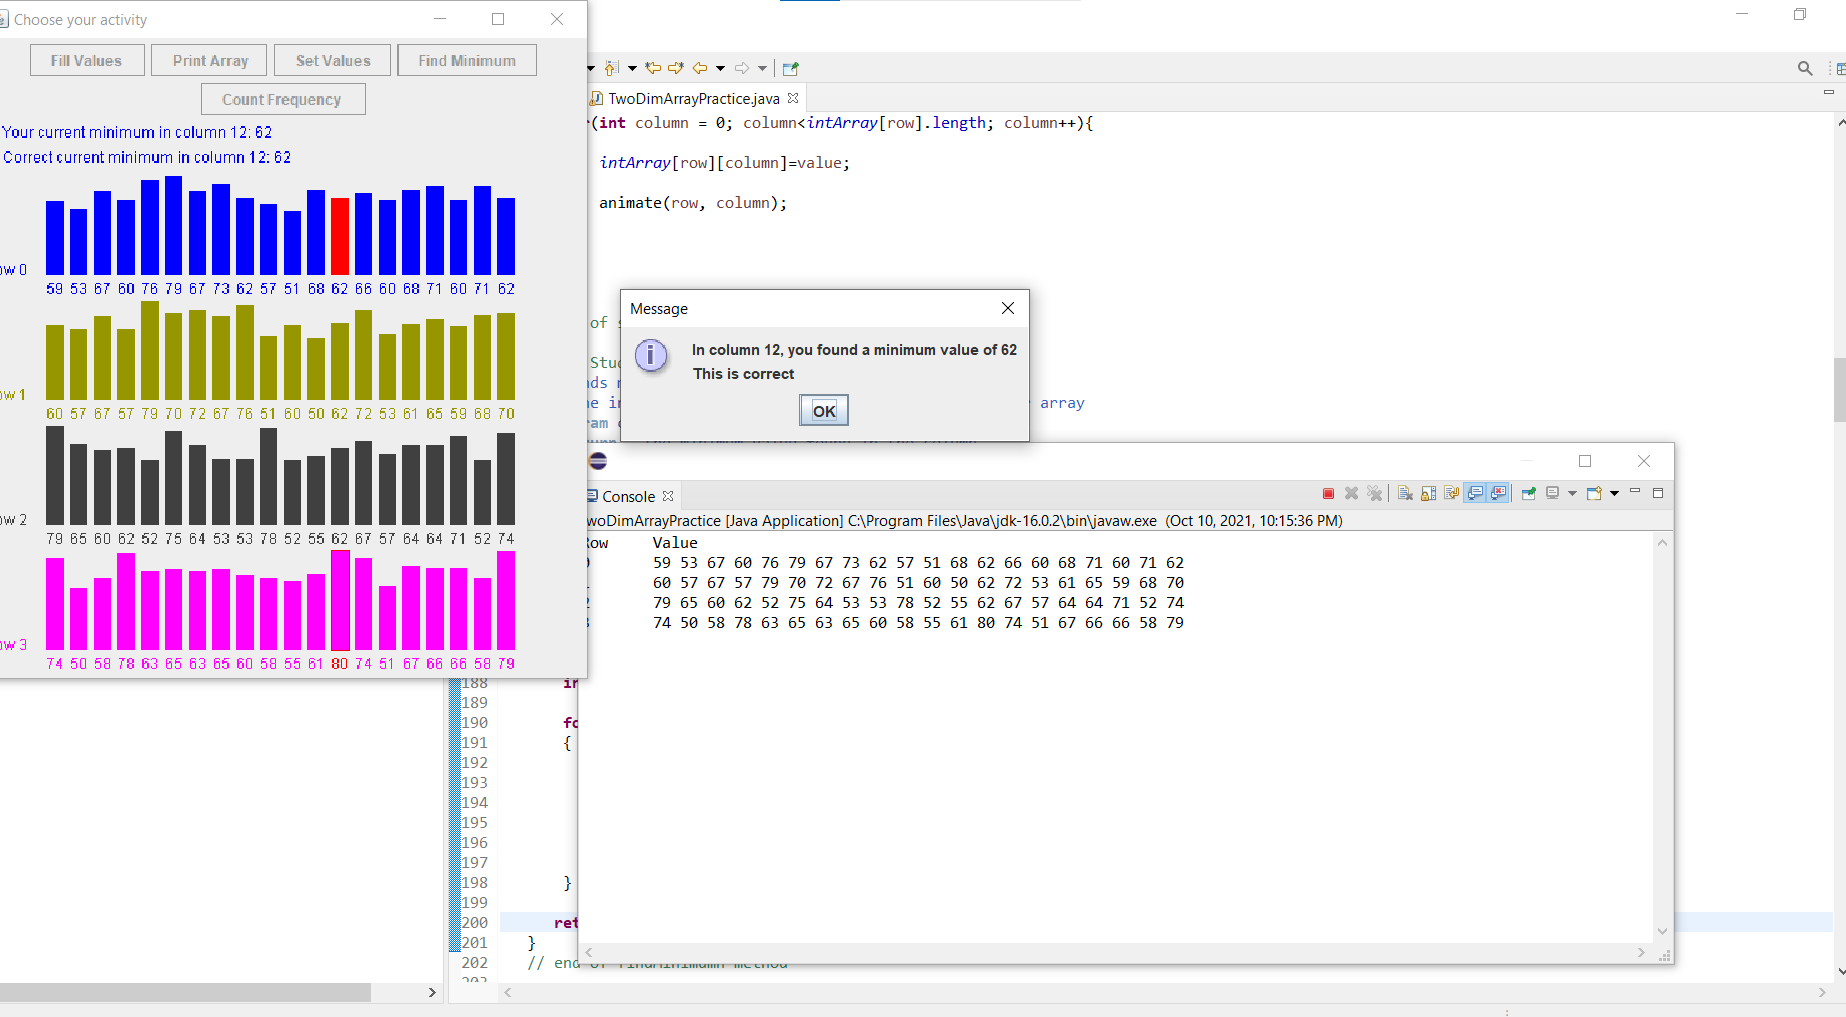 Choose your activity
Fill Values
Print Array
Set Values
Find Minimum
Count Frequency
Your current minimum in column 12: 62
Correct current minimum in column 12: 62
ow 0
59 53 67 60 76 79 67 73 62 57 51 68 62 66 60 68 71 60 71 62
ow 1
60 57 67 57 79 70 72 67 76 51 60 50 62 72 53 61 65 59 68 70
ow 2
79 65 60 62 52 75 64 53 53 78 52 55 62 67 57 64 64 71 52 74
ow 3
74 50 58 78 63 65 63 65 60 58 55 61 80 74 51 67 66 66 58 79
TwoDimArrayPractice.java
r(int column = 0; column<intArray[row].length; column++){
intArray[row][column]=value;
animate(row, column);
of s
Stud
nds
ne i
array
ram
Message
In column 12, you found a minimum value of 62
This is correct
OK
Console
woDimArrayPractice [Java Application] C:\Program Files\Java\jdk-16.0.2\bin\javaw.exe (Oct 10, 2021, 10:15:36 PM)
Row Value
59 53 67 60 76 79 67 73 62 57 51 68 62 66 60 68 71 60 71 62
60 57 67 57 79 70 72 67 76 51 60 50 62 72 53 61 65 59 68 70
79 65 60 62 52 75 64 53 53 78 52 55 62 67 57 64 64 71 52 74
74 50 58 78 63 65 63 65 60 58 55 61 80 74 51 67 66 66 58 79
188 in
189
190 fo
191 {
192
193
194
195
196
197
198 }
199
200 ret
201 }
202 // end of method